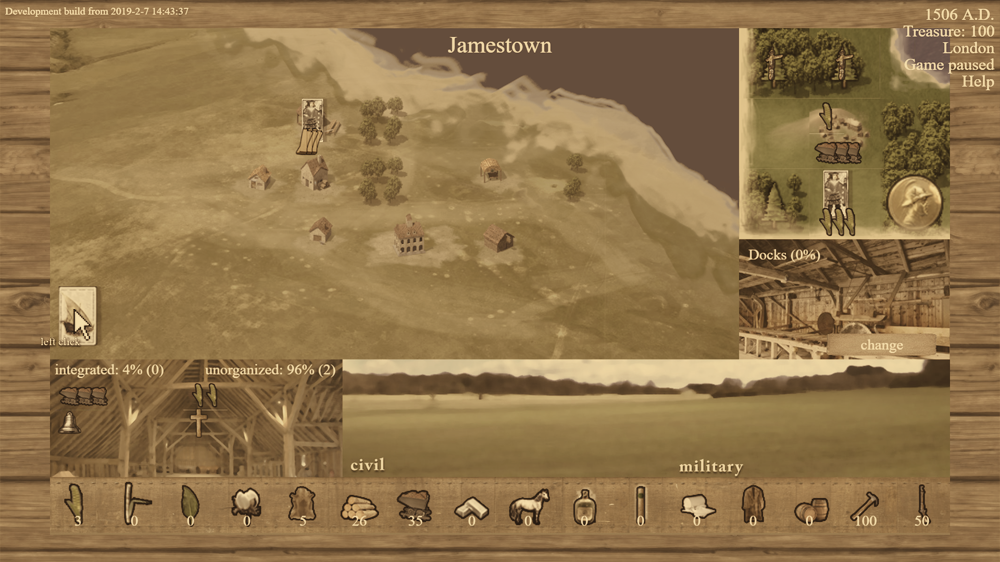 Development build from 2019-2-7 14:43:37
1506 A.D.
Treasure: 100
London
Game paused
Help
Jamestown
Docks (0%)
change
left click
integrated: 4% (0)
unorganized: 96% (2)
civil
military
3 0 0 0 5 26 35 0 0 0 0 0 0 0 100 50